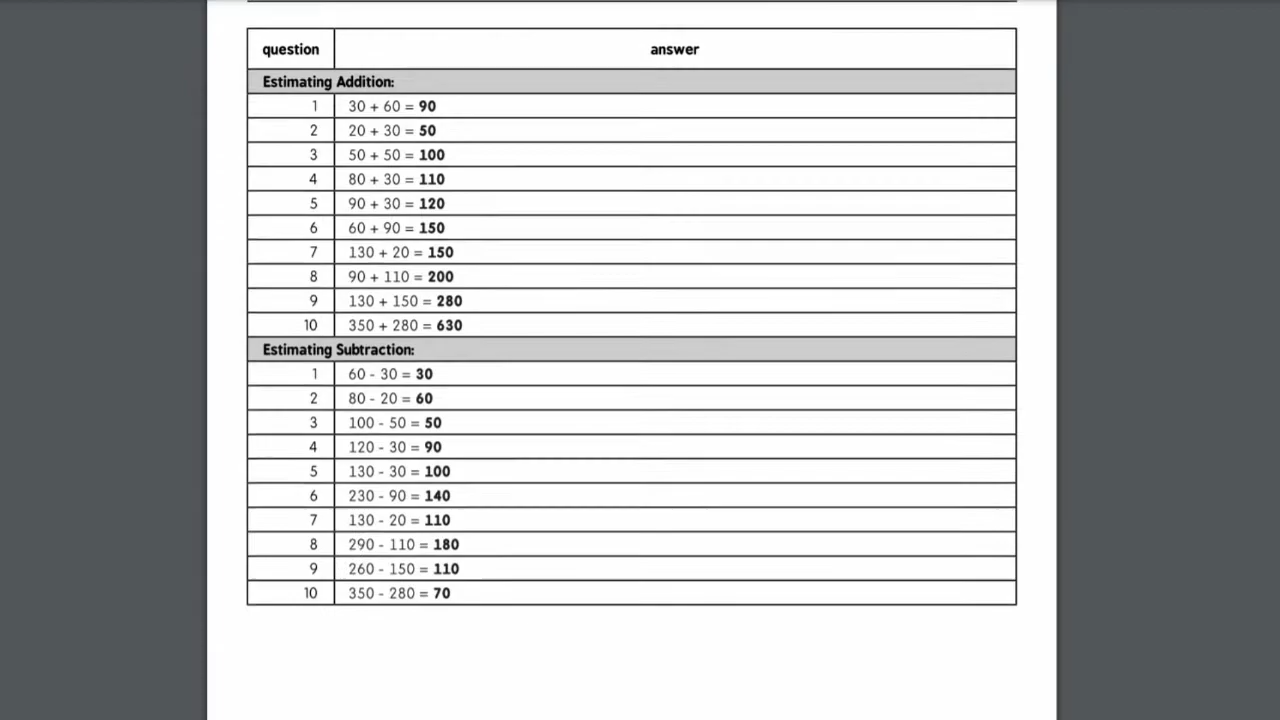 question answer
Estimating Addition:
1 30 + 60 = 90
2 20 + 30 = 50
3 50 + 50 = 100
4 80 + 30 = 110
5 90 + 30 = 120
6 60 + 90 = 150
7 130 + 20 = 150
8 90 + 110 = 200
9 130 + 150 = 280
10 350 + 280 = 630
Estimating Subtraction:
1 60 - 30 = 30
2 80 - 20 = 60
3 100 - 50 = 50
4 120 - 30 = 90
5 130 - 30 = 100
6 230 - 90 = 140
7 130 - 20 = 110
8 290 - 110 = 180
9 260 - 150 = 110
10 350 - 280 = 70